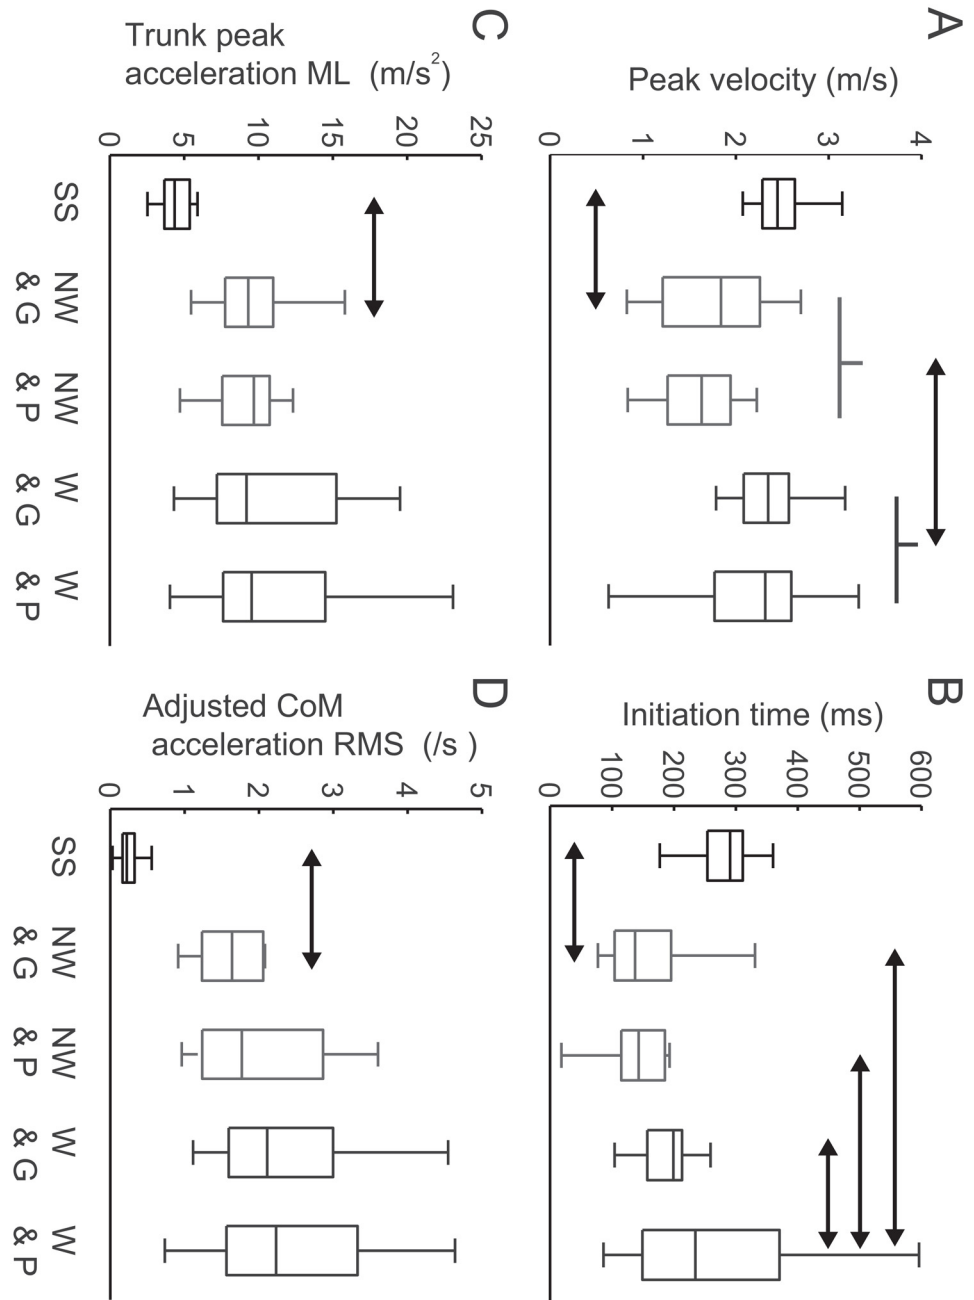 A
Peak velocity (m/s)
0
1
2
3
4
B
Initiation time (ms)
0
100
200
300
400
500
600
C
Trunk peak
acceleration ML (m/s²)
0
5
10
15
20
25
SS
NW
& G
NW
& P
W
& G
W
& P
D
Adjusted CoM
acceleration RMS (/s )
0
1
2
3
4
5
SS
NW
& G
NW
& P
W
& G
W
& P